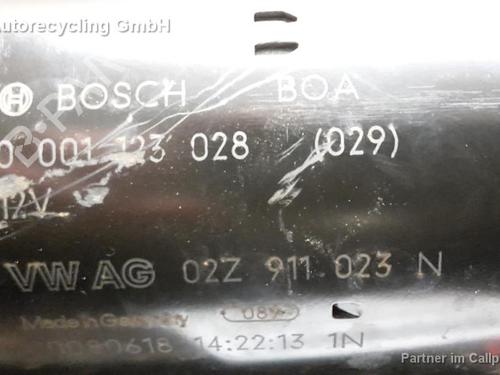 Autorecycling GmbH
BOSCH BOA
0 001 123 028 (029)
12V
VW AG 02Z 911 023 N
Made in Germany 089
14:22:13 1N
Partner im Callp